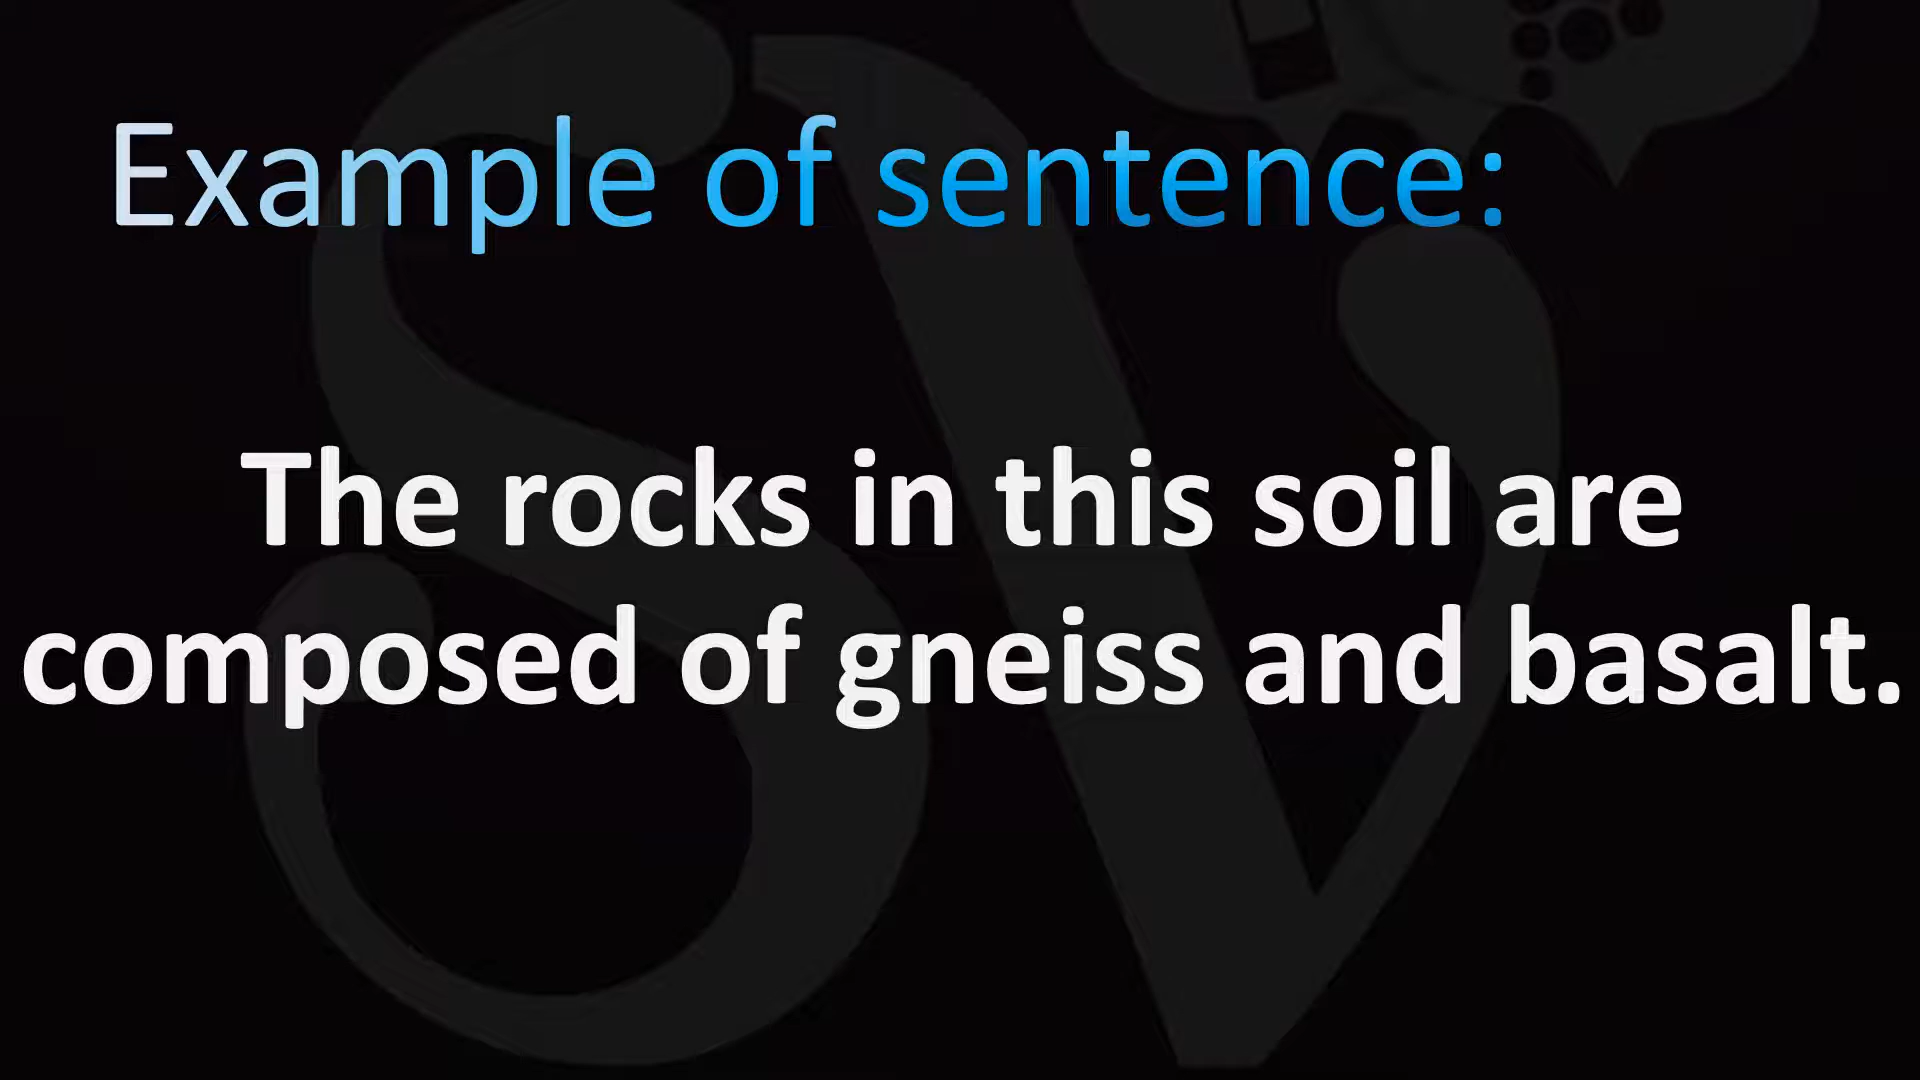 Example of sentence:
The rocks in this soil are
composed of gneiss and basalt.